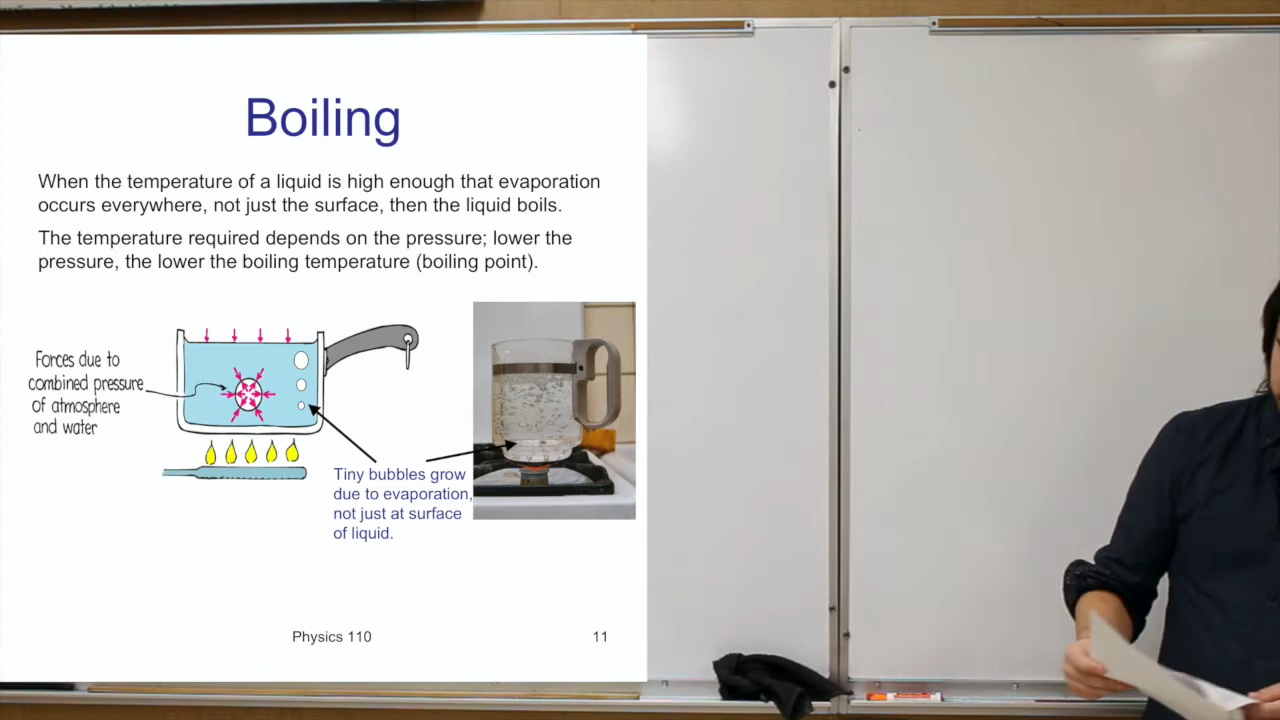 Boiling
When the temperature of a liquid is high enough that evaporation
occurs everywhere, not just the surface, then the liquid boils.
The temperature required depends on the pressure; lower the
pressure, the lower the boiling temperature (boiling point).
Forces due to
combined pressure
of atmosphere
and water
Tiny bubbles grow
due to evaporation,
not just at surface
of liquid.
Physics 110
11